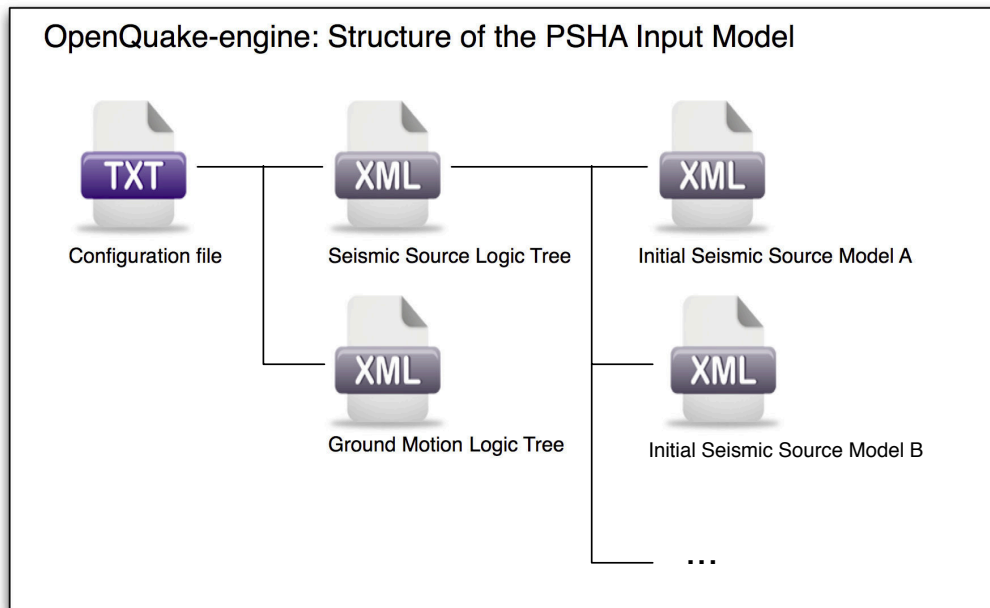 OpenQuake-engine: Structure of the PSHA Input Model
TXT
XML
XML
Configuration file
Seismic Source Logic Tree
Initial Seismic Source Model A
XML
XML
Ground Motion Logic Tree
Initial Seismic Source Model B
...